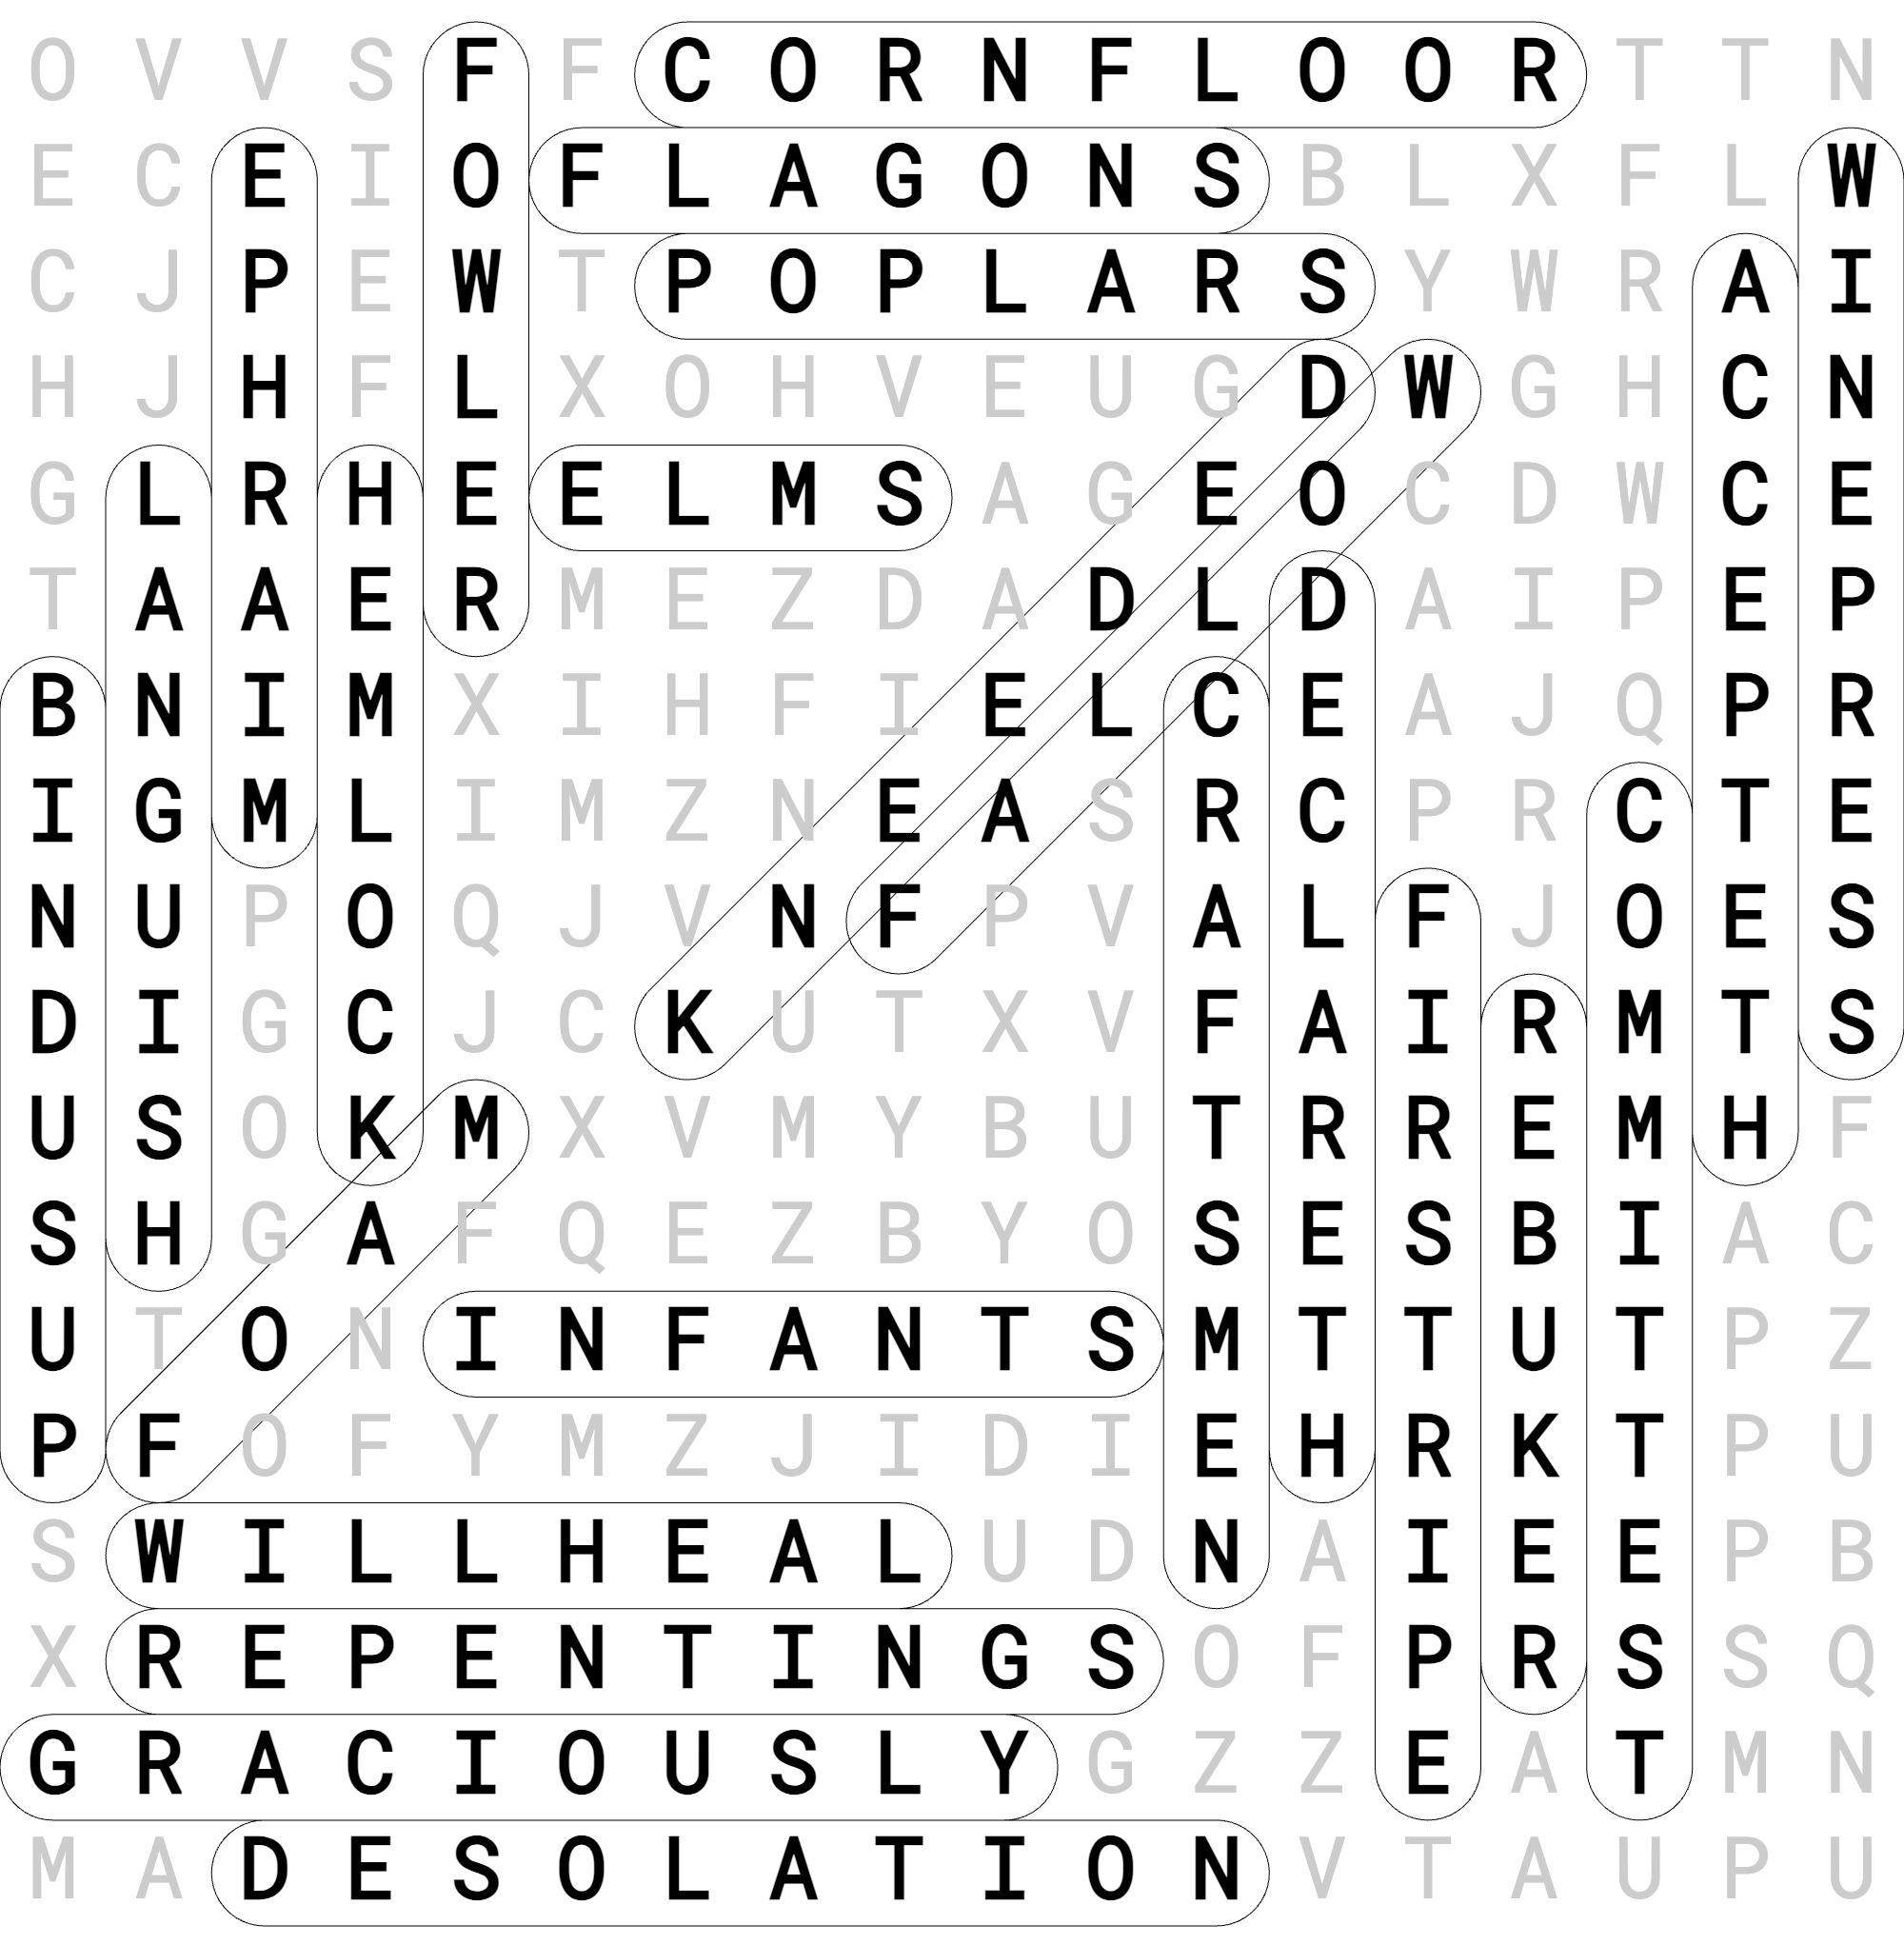 O V V S F F C O R N F L O O R T T N
E C E I O F L A G O N S B L X F L W
C J P E W T P O P L A R S Y W R A I
H J H F L X O H V E U G D W G H C N
G L R H E E L M S A G E O C D W C E
T A A E R M E Z D A D L D A I P E P
B N I M X I H F I E L C E A J Q P R
I G M L I M Z N E A S R C P R C T E
N U P O Q J V N F P V A L F J O E S
D I G C J C K U T X V F A I R M T S
U S O K M X V M Y B U T R R E M H F
S H G A F Q E Z B Y O S E S B I A C
U T O N I N F A N T S M T T U T P Z
P F O F Y M Z J I D I E H R K T P U
S W I L L H E A L U D N A I E E P B
X R E P E N T I N G S O F P R S S Q
G R A C I O U S L Y G Z Z E A T M N
M A D E S O L A T I O N V T A U P U